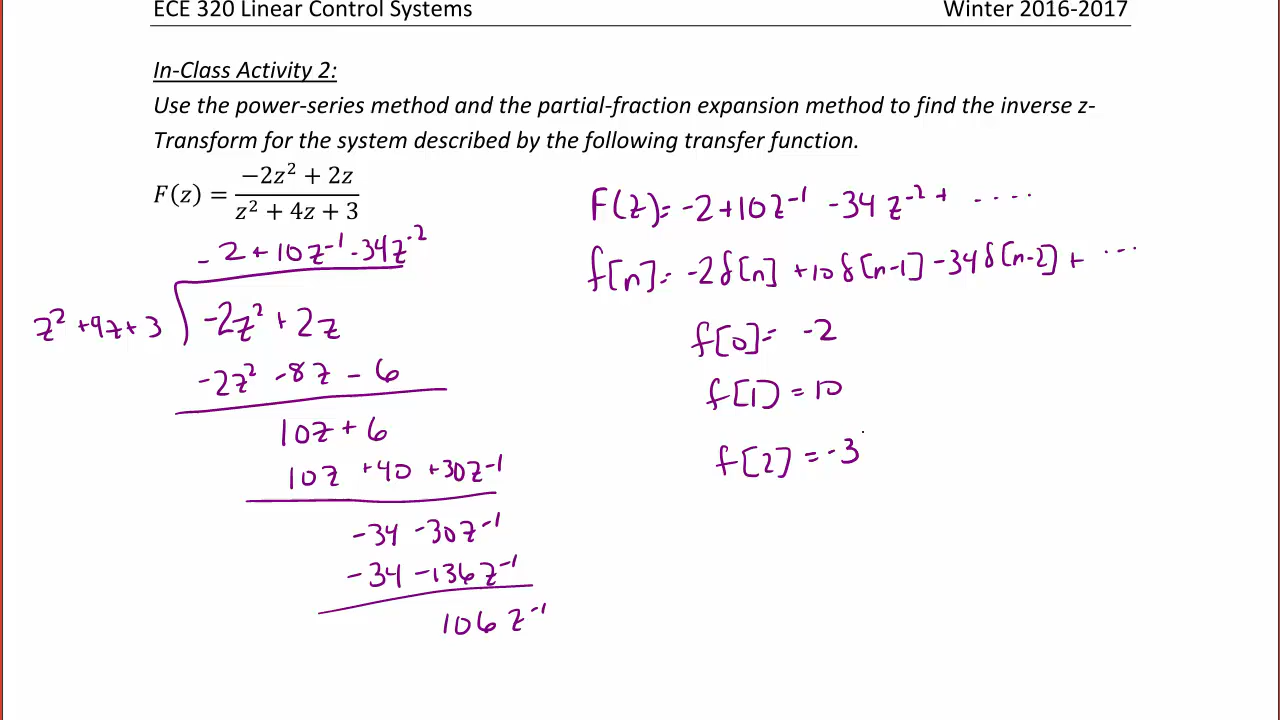 ECE 320 Linear Control Systems Winter 2016-2017
In-Class Activity 2:
Use the power-series method and the partial-fraction expansion method to find the inverse z-
Transform for the system described by the following transfer function.
F(z) = (−2z² + 2z)/(z² + 4z + 3)
-2 + 10z⁻¹ - 34z⁻²
z² + 4z + 3 ) -2z² + 2z
-2z² - 8z - 6
10z + 6
10z + 40 + 30z⁻¹
-34 - 30z⁻¹
-34 - 136z⁻¹
106z⁻¹
F(z) = -2 + 10z⁻¹ - 34z⁻² + ....
f[n] = -2δ[n] + 10δ[n-1] - 34δ[n-2] + ...
f[0] = -2
f[1] = 10
f[2] = -3